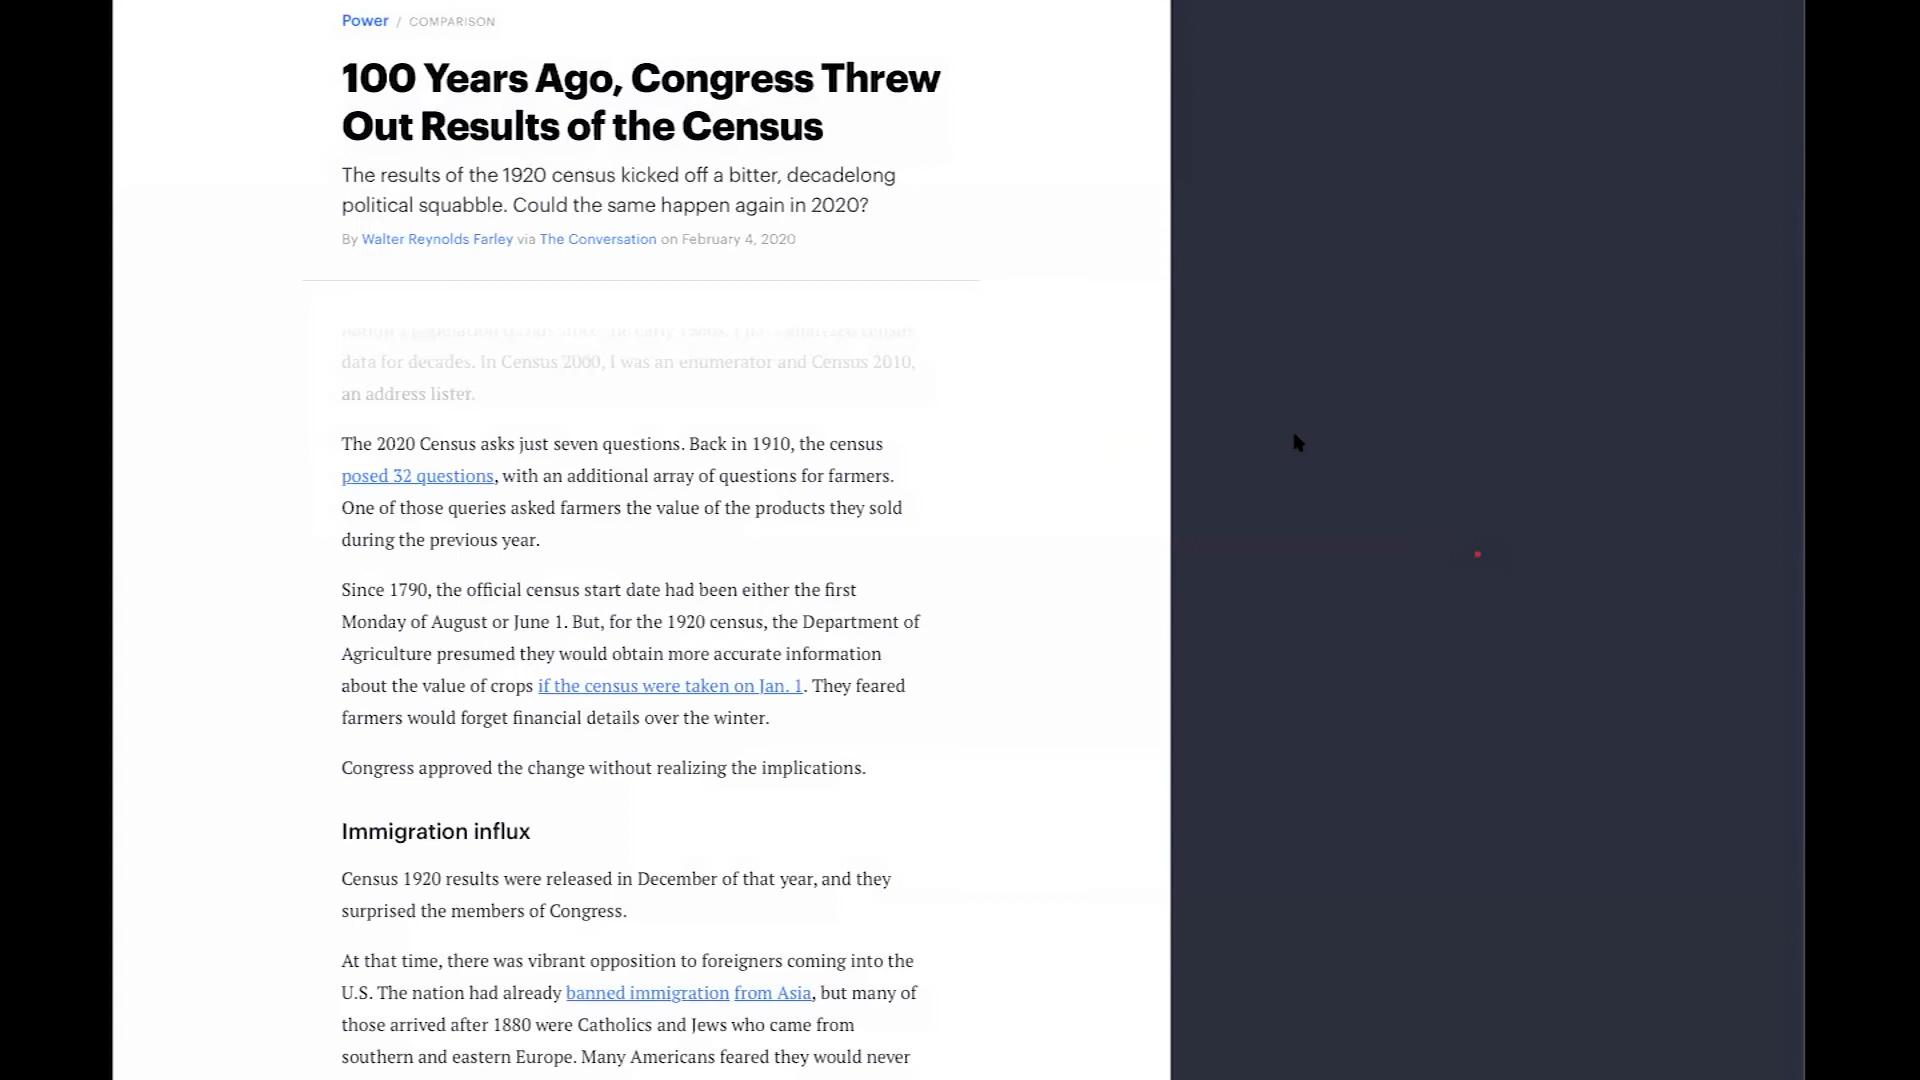 Power / COMPARISON
100 Years Ago, Congress Threw
Out Results of the Census
The results of the 1920 census kicked off a bitter, decadelong
political squabble. Could the same happen again in 2020?
By Walter Reynolds Farley via The Conversation on February 4, 2020
data for decades. In Census 2000, I was an enumerator and Census 2010,
an address lister.
The 2020 Census asks just seven questions. Back in 1910, the census
posed 32 questions, with an additional array of questions for farmers.
One of those queries asked farmers the value of the products they sold
during the previous year.
Since 1790, the official census start date had been either the first
Monday of August or June 1. But, for the 1920 census, the Department of
Agriculture presumed they would obtain more accurate information
about the value of crops if the census were taken on Jan. 1. They feared
farmers would forget financial details over the winter.
Congress approved the change without realizing the implications.
Immigration influx
Census 1920 results were released in December of that year, and they
surprised the members of Congress.
At that time, there was vibrant opposition to foreigners coming into the
U.S. The nation had already banned immigration from Asia, but many of
those arrived after 1880 were Catholics and Jews who came from
southern and eastern Europe. Many Americans feared they would never